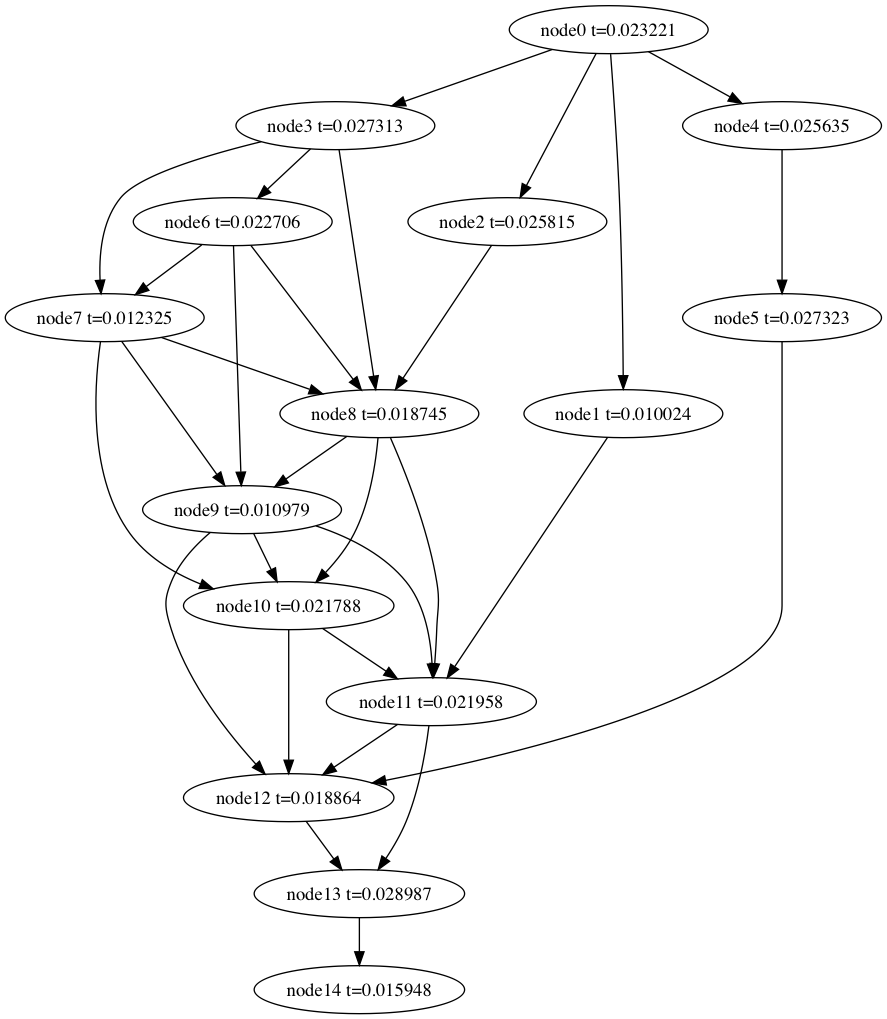 node0 t=0.023221
node3 t=0.027313
node4 t=0.025635
node6 t=0.022706
node2 t=0.025815
node7 t=0.012325
node5 t=0.027323
node8 t=0.018745
node1 t=0.010024
node9 t=0.010979
node10 t=0.021788
node11 t=0.021958
node12 t=0.018864
node13 t=0.028987
node14 t=0.015948